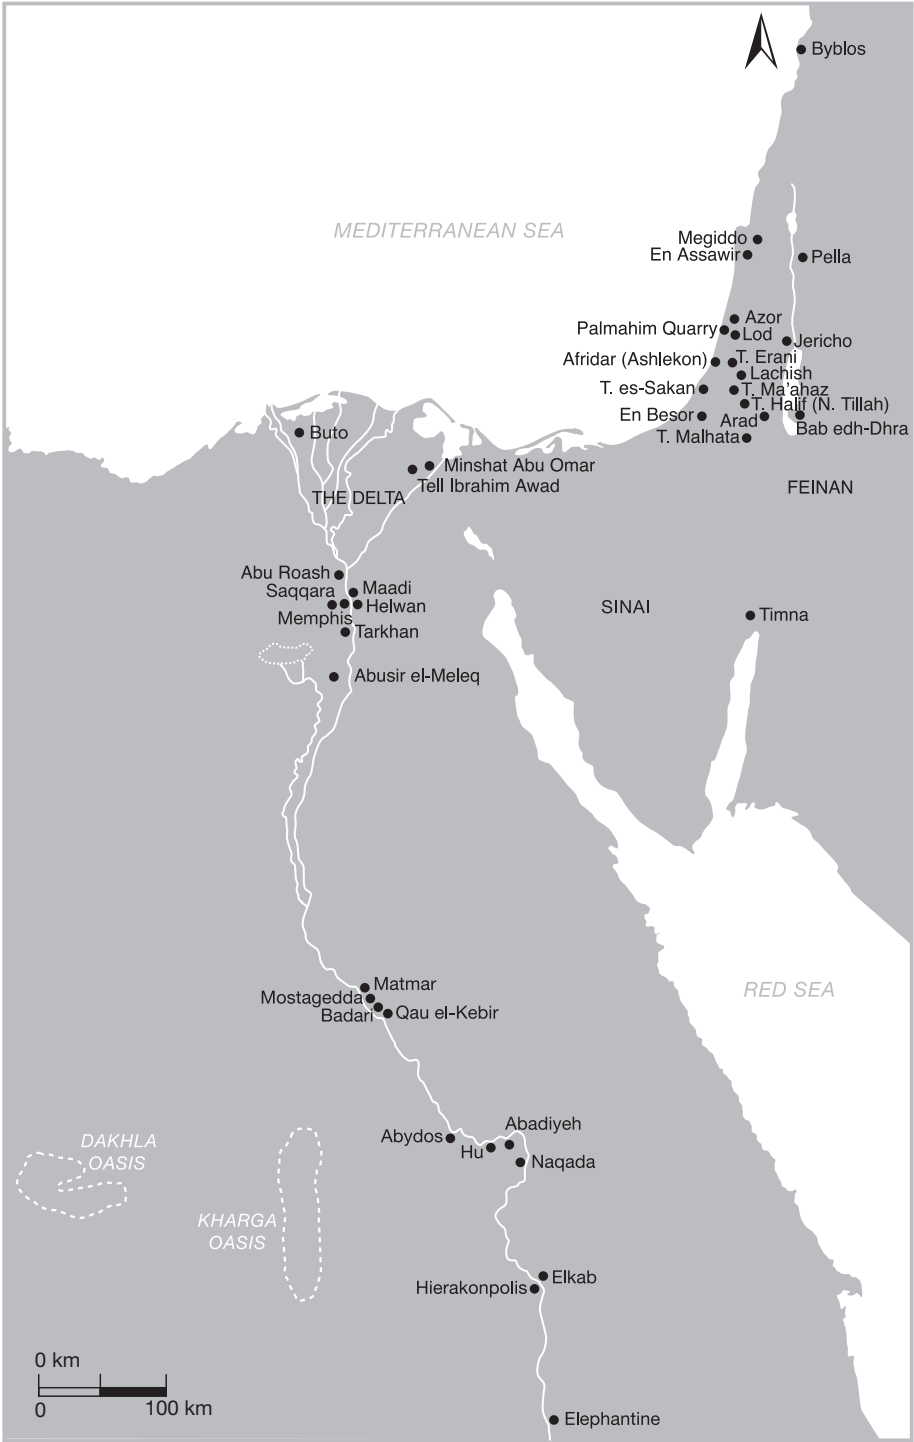 Byblos
MEDITERRANEAN SEA
Megiddo
En Assawir
Pella
Azor
Palmahim Quarry
Lod
Jericho
Afridar (Ashlekon)
T. Erani
Lachish
T. es-Sakan
T. Ma'ahaz
T. Halif (N. Tillah)
En Besor
Arad
Bab edh-Dhra
T. Malhata
Buto
Minshat Abu Omar
Tell Ibrahim Awad
THE DELTA
FEINAN
Abu Roash
Maadi
Saqqara
Helwan
Memphis
Tarkhan
SINAI
Timna
Abusir el-Meleq
Matmar
Mostagedda
Badari
Qau el-Kebir
RED SEA
Abadiyeh
Abydos
Hu
Naqada
DAKHLA
OASIS
KHARGA
OASIS
Elkab
Hierakonpolis
0 km
0
100 km
Elephantine